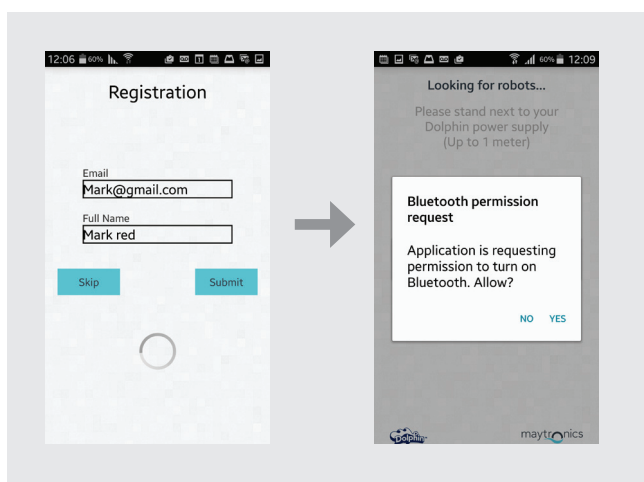 12:06 60%
Registration
Email
Mark@gmail.com
Full Name
Mark red
Skip
Submit
60% 12:09
Looking for robots...
Please stand next to your
Dolphin power supply
(Up to 1 meter)
Bluetooth permission
request
Application is requesting
permission to turn on
Bluetooth. Allow?
NO YES
Dolphin
maytronics